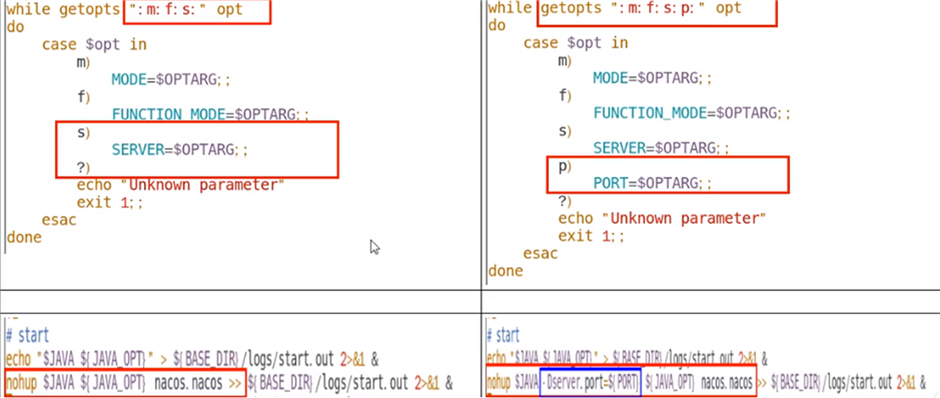 while getopts ":m:f:s:" opt
do
case $opt in
m)
MODE=$OPTARG;;
f)
FUNCTION_MODE=$OPTARG;;
s)
SERVER=$OPTARG;;
?)
echo "Unknown parameter"
exit 1;;
esac
done
# start
echo "$JAVA ${JAVA_OPT}" > ${BASE_DIR}/logs/start.out 2>&1 &
nohup $JAVA ${JAVA_OPT} nacos.nacos >> ${BASE_DIR}/logs/start.out 2>&1 &
while getopts ":m:f:s:p:" opt
do
case $opt in
m)
MODE=$OPTARG;;
f)
FUNCTION_MODE=$OPTARG;;
s)
SERVER=$OPTARG;;
p)
PORT=$OPTARG;;
?)
echo "Unknown parameter"
exit 1;;
esac
done
# start
echo "$JAVA ${JAVA_OPT}" > ${BASE_DIR}/logs/start.out 2>&1 &
nohup $JAVA -Dserver.port=${PORT} ${JAVA_OPT} nacos.nacos >> ${BASE_DIR}/logs/start.out 2>&1 &